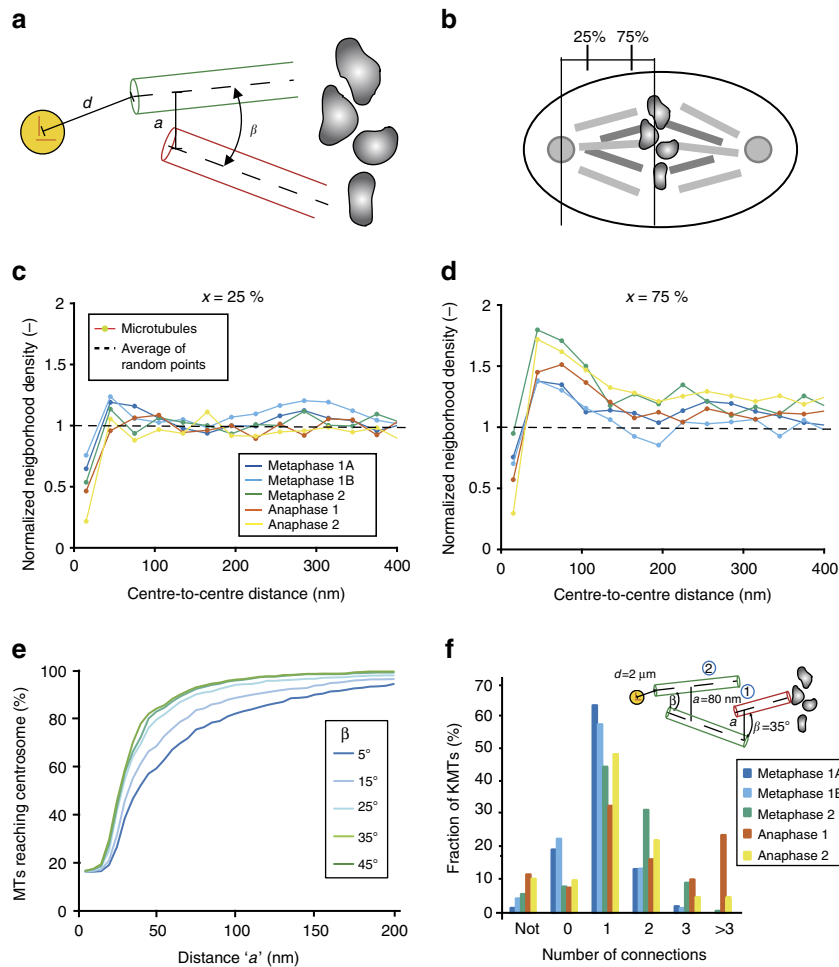 a
d
a
β
b
25%
75%
c
x = 25 %
Normalized neigborhood density (–)
2
1.5
1
0.5
0
Microtubules
Average of
random points
Metaphase 1A
Metaphase 1B
Metaphase 2
Anaphase 1
Anaphase 2
0
100
200
300
400
Centre-to-centre distance (nm)
d
x = 75 %
Normalized neigborhood density (–)
2
1.5
1
0.5
0
0
100
200
300
400
Centre-to-centre distance (nm)
e
MTs reaching centrosome (%)
100
80
60
40
20
0
β
5°
15°
25°
35°
45°
0
50
100
150
200
Distance ‘a’ (nm)
f
Fraction of KMTs (%)
70
60
50
40
30
20
10
0
d=2 μm
2
1
β
a=80 nm
a
β=35°
Metaphase 1A
Metaphase 1B
Metaphase 2
Anaphase 1
Anaphase 2
Not
0
1
2
3
>3
Number of connections